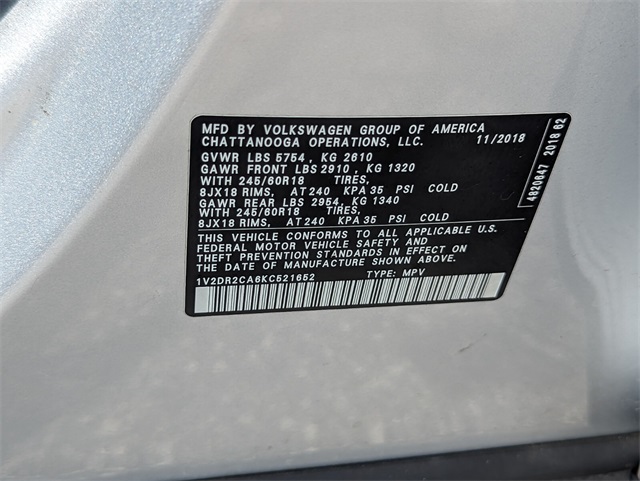 MFD BY VOLKSWAGEN GROUP OF AMERICA
CHATTANOOGA OPERATIONS, LLC. 11/2018
GVWR LBS 5754 , KG 2610
GAWR FRONT LBS 2910 , KG 1320
WITH 245/60R18 TIRES,
8JX18 RIMS, AT 240 KPA 35 PSI COLD
GAWR REAR LBS 2954, KG 1340
WITH 245/60R18 TIRES,
8JX18 RIMS, AT 240 KPA 35 PSI COLD
THIS VEHICLE CONFORMS TO ALL APPLICABLE U.S.
FEDERAL MOTOR VEHICLE SAFETY AND
THEFT PREVENTION STANDARDS IN EFFECT ON
THE DATE OF MANUFACTURE SHOWN ABOVE.
1V2DR2CA6KC521652 TYPE: MPV
4820647 2018 62